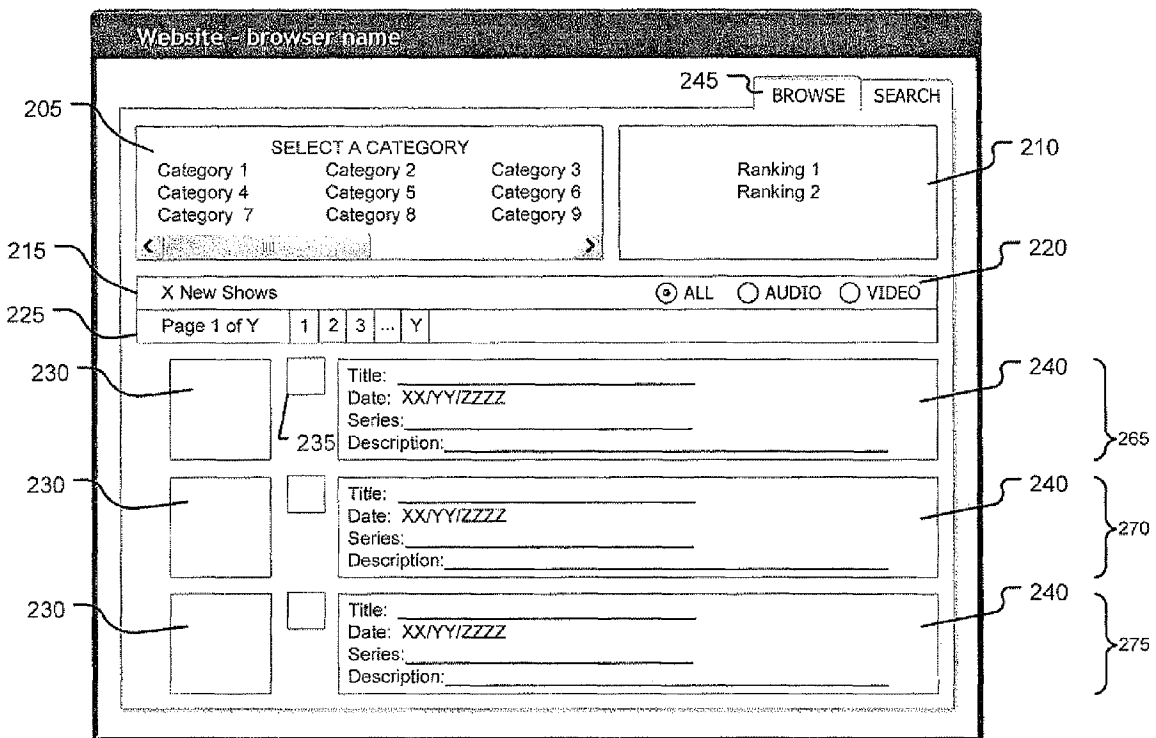 Website - browser name
245 BROWSE SEARCH
205
SELECT A CATEGORY
Category 1 Category 2 Category 3
Category 4 Category 5 Category 6
Category 7 Category 8 Category 9
Ranking 1
Ranking 2
210
215
X New Shows ALL AUDIO VIDEO
220
225
Page 1 of Y 1 2 3 ... Y
230
235
Title:
Date: XX/YY/ZZZZ
Series:
Description:
240
265
230
Title:
Date: XX/YY/ZZZZ
Series:
Description:
240
270
230
Title:
Date: XX/YY/ZZZZ
Series:
Description:
240
275